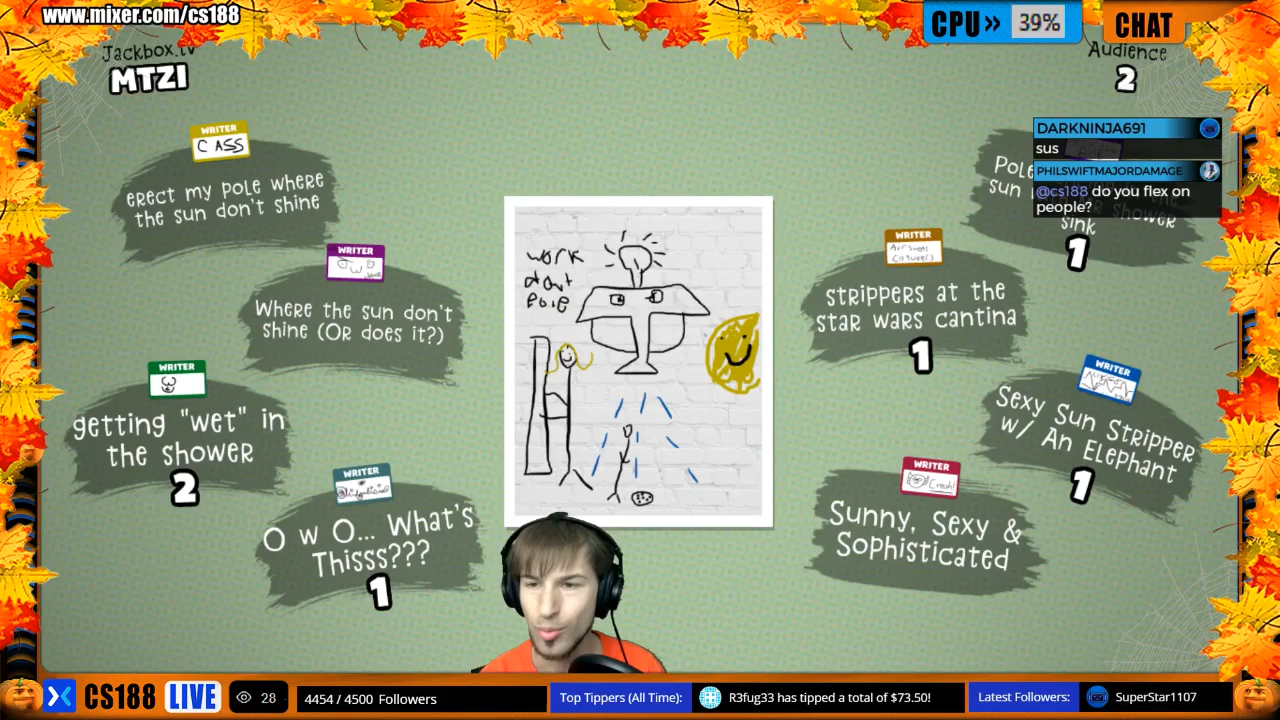 www.mixer.com/cs188
CPU >> 39%
CHAT
Jackbox.tv
MTZI
Audience
2
WRITER
C ASS
erect my pole where
the sun don't shine
WRITER
OWO
Where the sun don't
shine (Or does it?)
WRITER
getting "wet" in
the shower
2
WRITER
O w O... What's
Thisss???
1
work
dont
Pole
DARKNINJA691
sus
PHILSWIFTMAJORDAMAGE
@cs188 do you flex on
people?
Pole
sun
shower
sink
1
WRITER
strippers at the
star wars cantina
1
WRITER
Sexy Sun Stripper
w/ An Elephant
1
WRITER
Sunny, Sexy &
Sophisticated
CS188 LIVE
28
4454 / 4500 Followers
Top Tippers (All Time):
R3fug33 has tipped a total of $73.50!
Latest Followers:
SuperStar1107